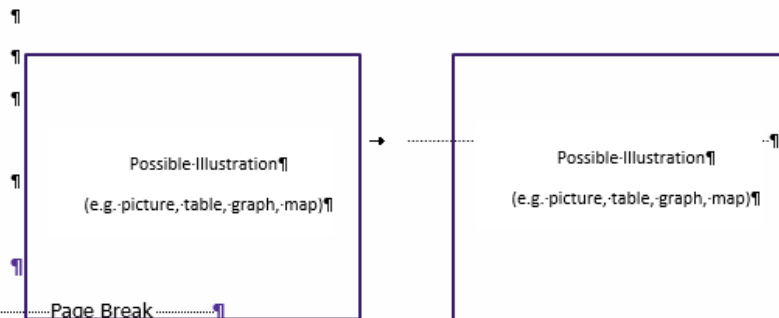 Possible Illustration
(e.g. picture, table, graph, map)
Possible Illustration
(e.g. picture, table, graph, map)
Page Break